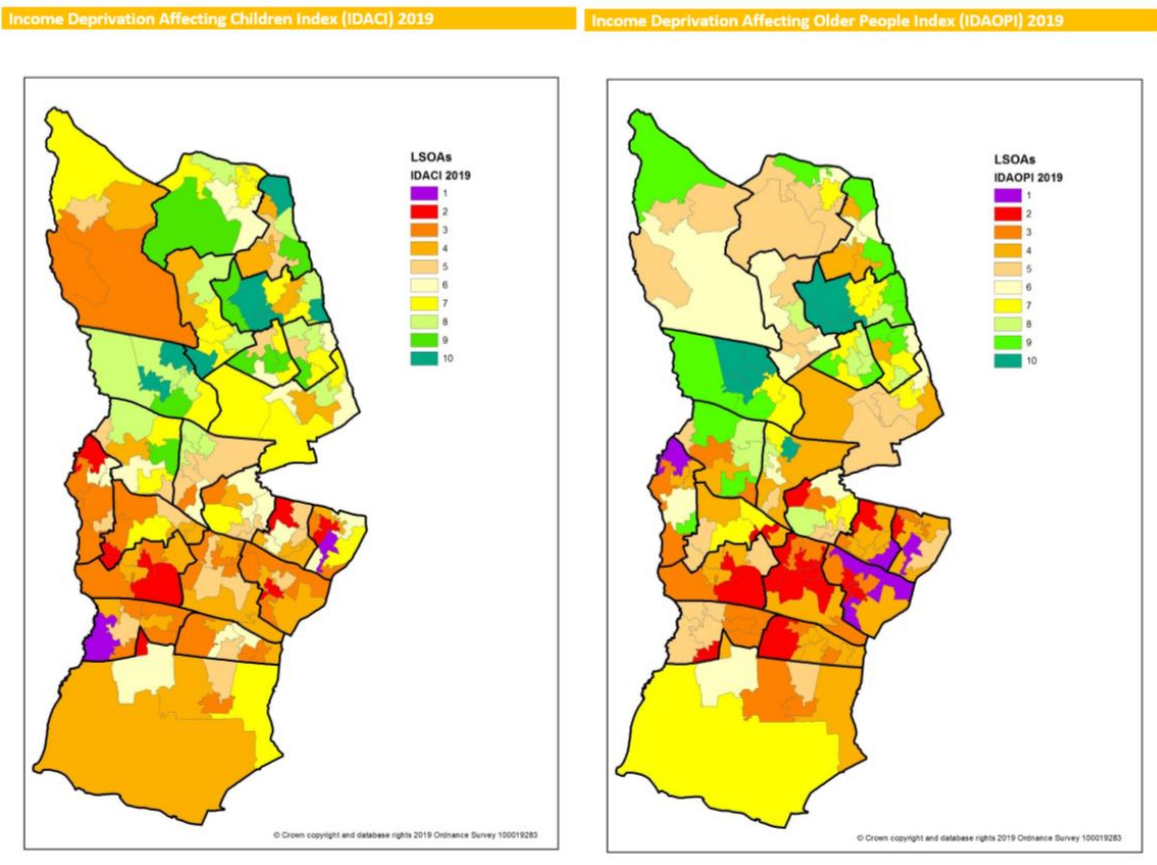 Income Deprivation Affecting Children Index (IDACI) 2019
LSOAs
IDACI 2019
1
2
3
4
5
6
7
8
9
10
© Crown copyright and database rights 2019 Ordnance Survey 100019283
Income Deprivation Affecting Older People Index (IDAOPI) 2019
LSOAs
IDAOPI 2019
1
2
3
4
5
6
7
8
9
10
© Crown copyright and database rights 2019 Ordnance Survey 100019283